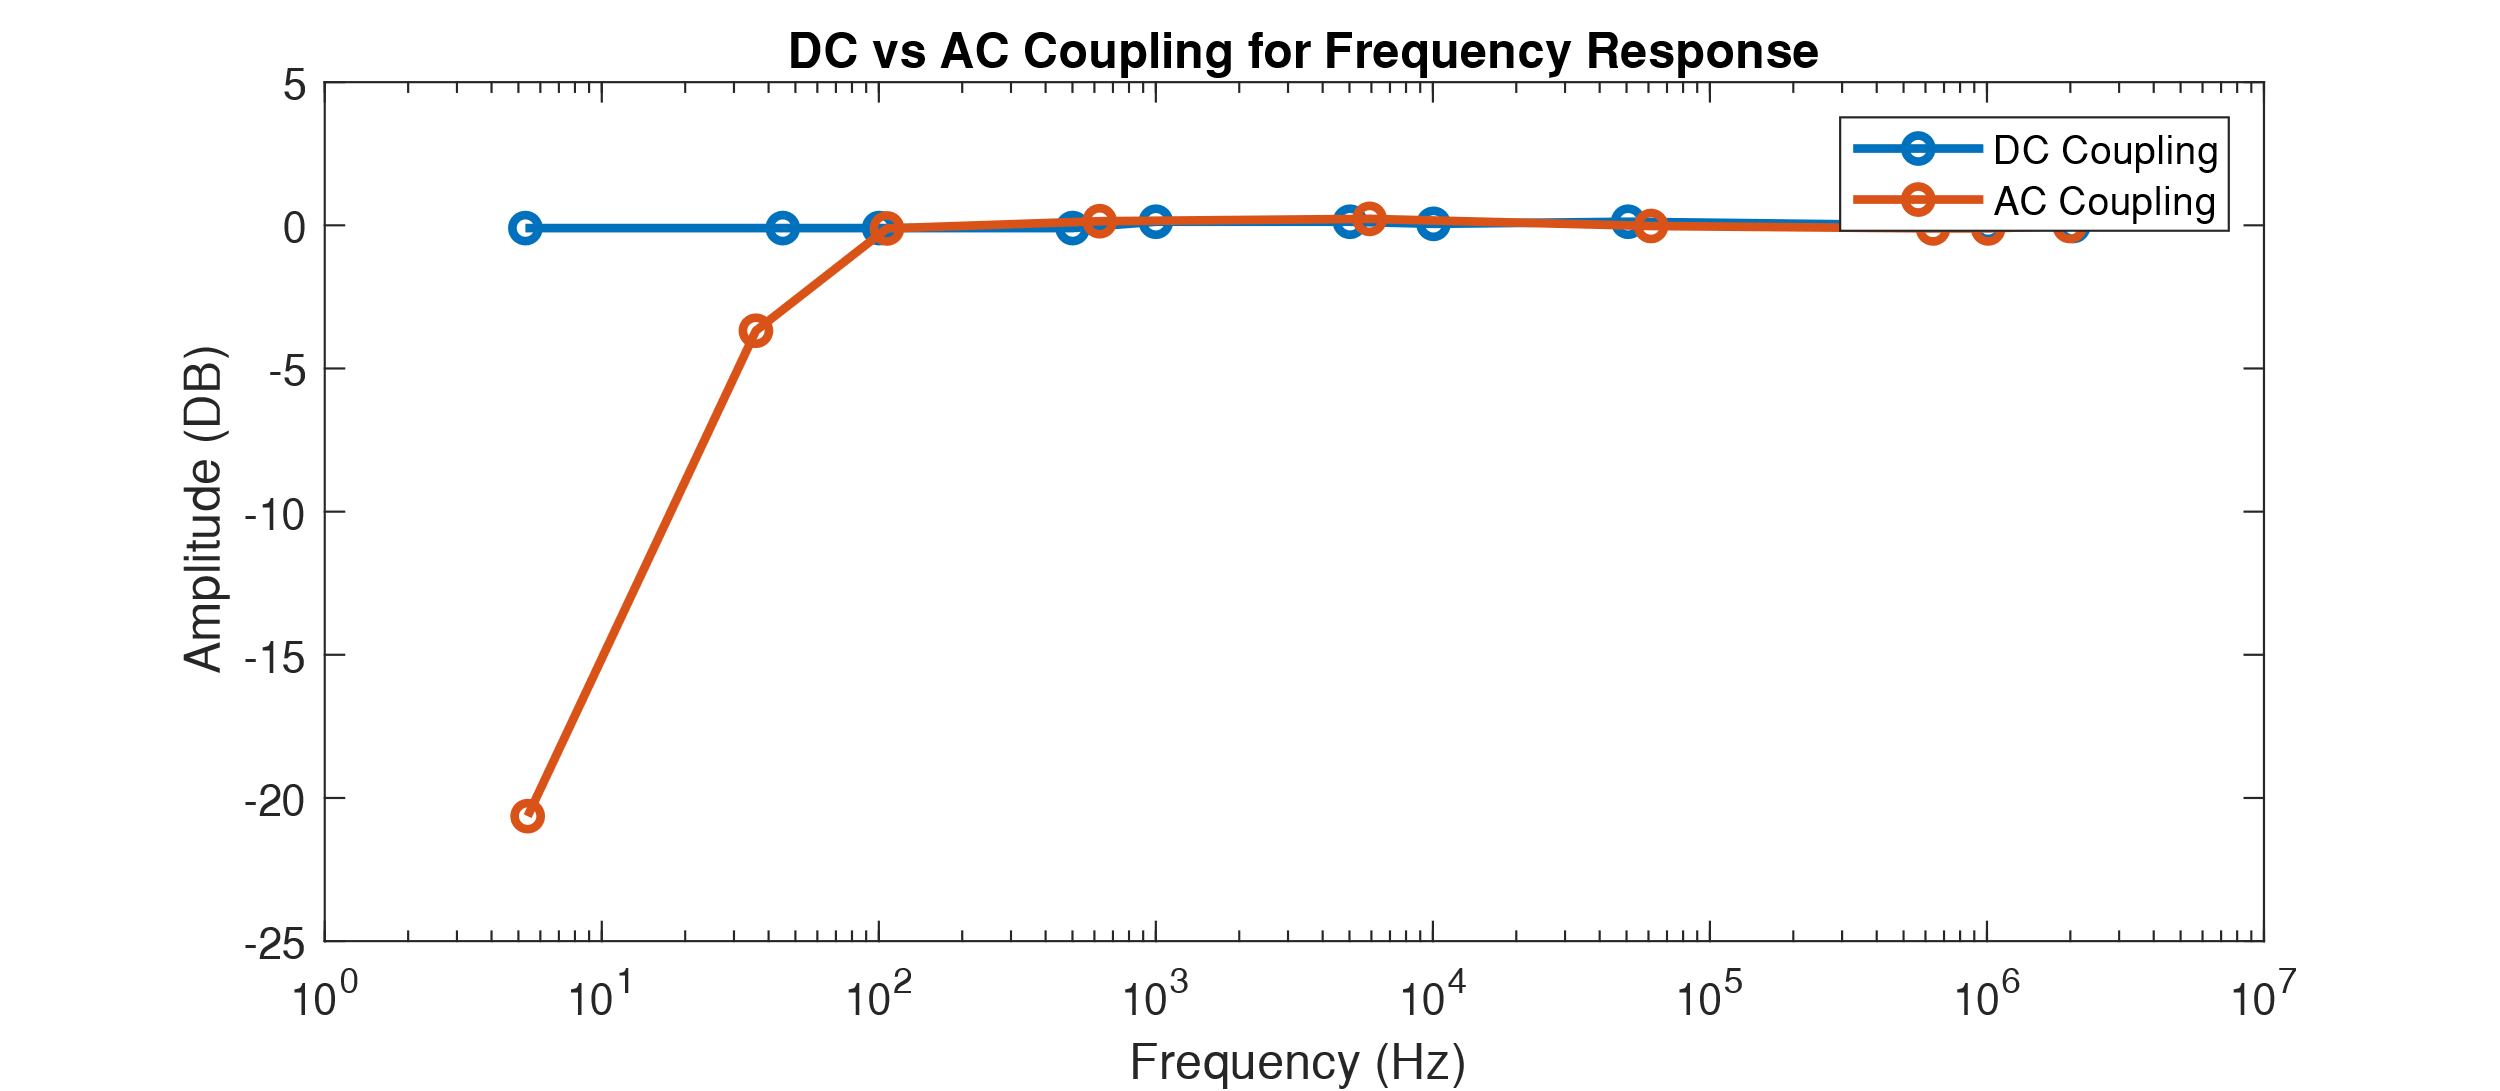 DC vs AC Coupling for Frequency Response
DC Coupling
AC Coupling
Amplitude (DB)
5
0
-5
-10
-15
-20
-25
10^0 10^1 10^2 10^3 10^4 10^5 10^6 10^7
Frequency (Hz)